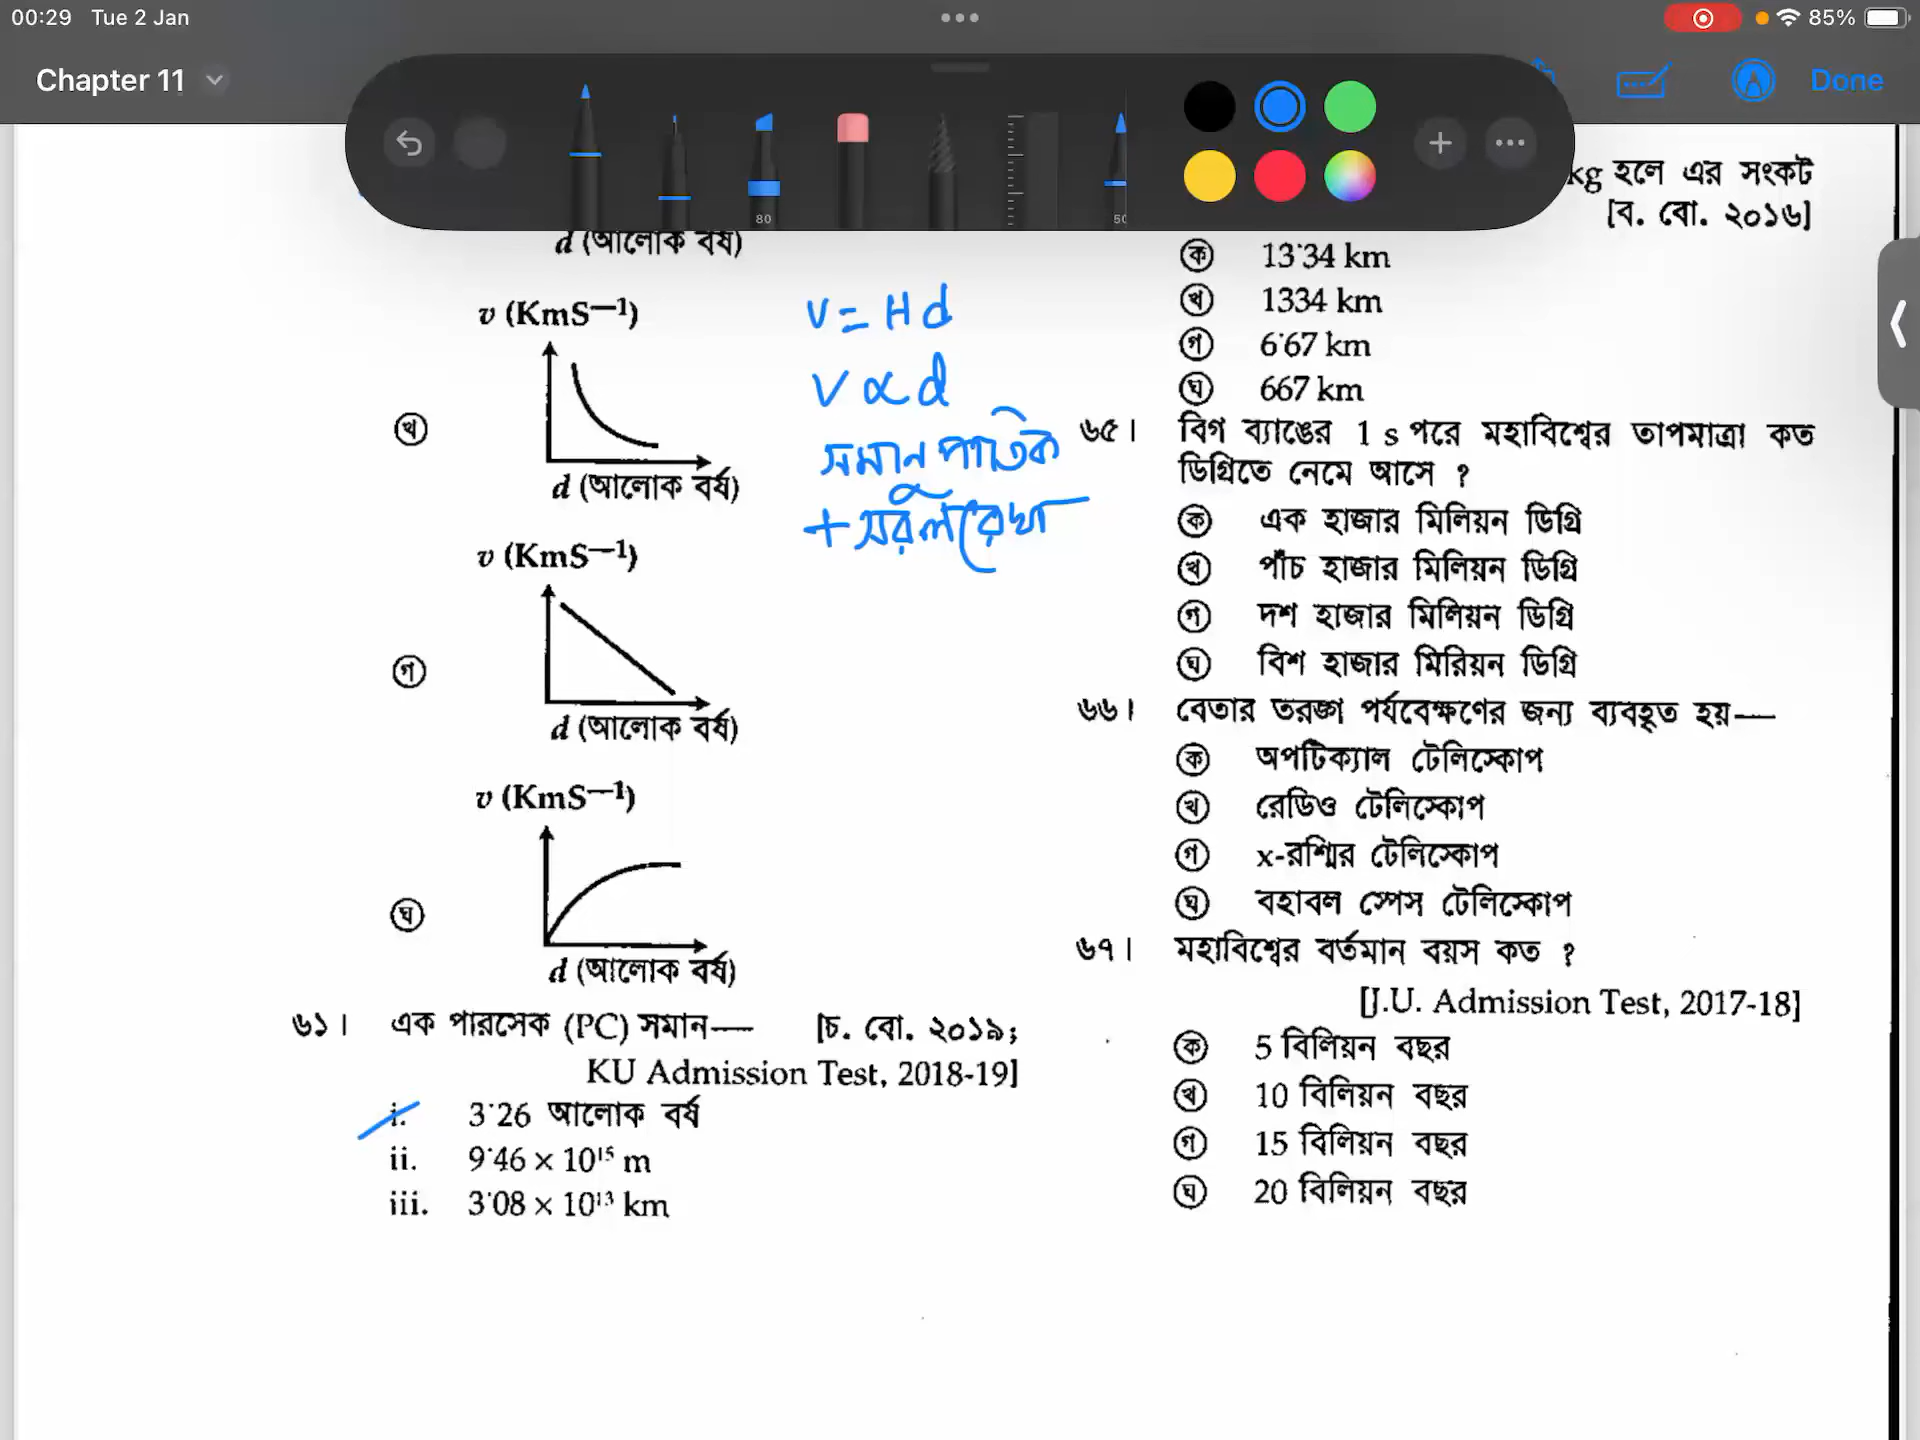 00:29 Tue 2 Jan
85%
Chapter 11
Done
80
50
d (আলোক বর্ষ)
v (KmS—1)
খ
d (আলোক বর্ষ)
v (KmS—1)
গ
d (আলোক বর্ষ)
v (KmS—1)
ঘ
d (আলোক বর্ষ)
v = Hd
v ∝ d
সমানুপাতিক
+ সরলরেখা
৬১। এক পারসেক (PC) সমান— [চ. বো. ২০১৯;
KU Admission Test, 2018-19]
i. 3·26 আলোক বর্ষ
ii. 9·46 × 10¹⁵ m
iii. 3·08 × 10¹³ km
kg হলে এর সংকট
[ব. বো. ২০১৬]
ক 13·34 km
খ 1334 km
গ 6·67 km
ঘ 667 km
৬৫। বিগ ব্যাঙের 1 s পরে মহাবিশ্বের তাপমাত্রা কত
ডিগ্রিতে নেমে আসে ?
ক এক হাজার মিলিয়ন ডিগ্রি
খ পাঁচ হাজার মিলিয়ন ডিগ্রি
গ দশ হাজার মিলিয়ন ডিগ্রি
ঘ বিশ হাজার মিরিয়ন ডিগ্রি
৬৬। বেতার তরঙ্গ পর্যবেক্ষণের জন্য ব্যবহৃত হয়—
ক অপটিক্যাল টেলিস্কোপ
খ রেডিও টেলিস্কোপ
গ x-রশ্মির টেলিস্কোপ
ঘ বহাবল স্পেস টেলিস্কোপ
৬৭। মহাবিশ্বের বর্তমান বয়স কত ?
[J.U. Admission Test, 2017-18]
ক 5 বিলিয়ন বছর
খ 10 বিলিয়ন বছর
গ 15 বিলিয়ন বছর
ঘ 20 বিলিয়ন বছর